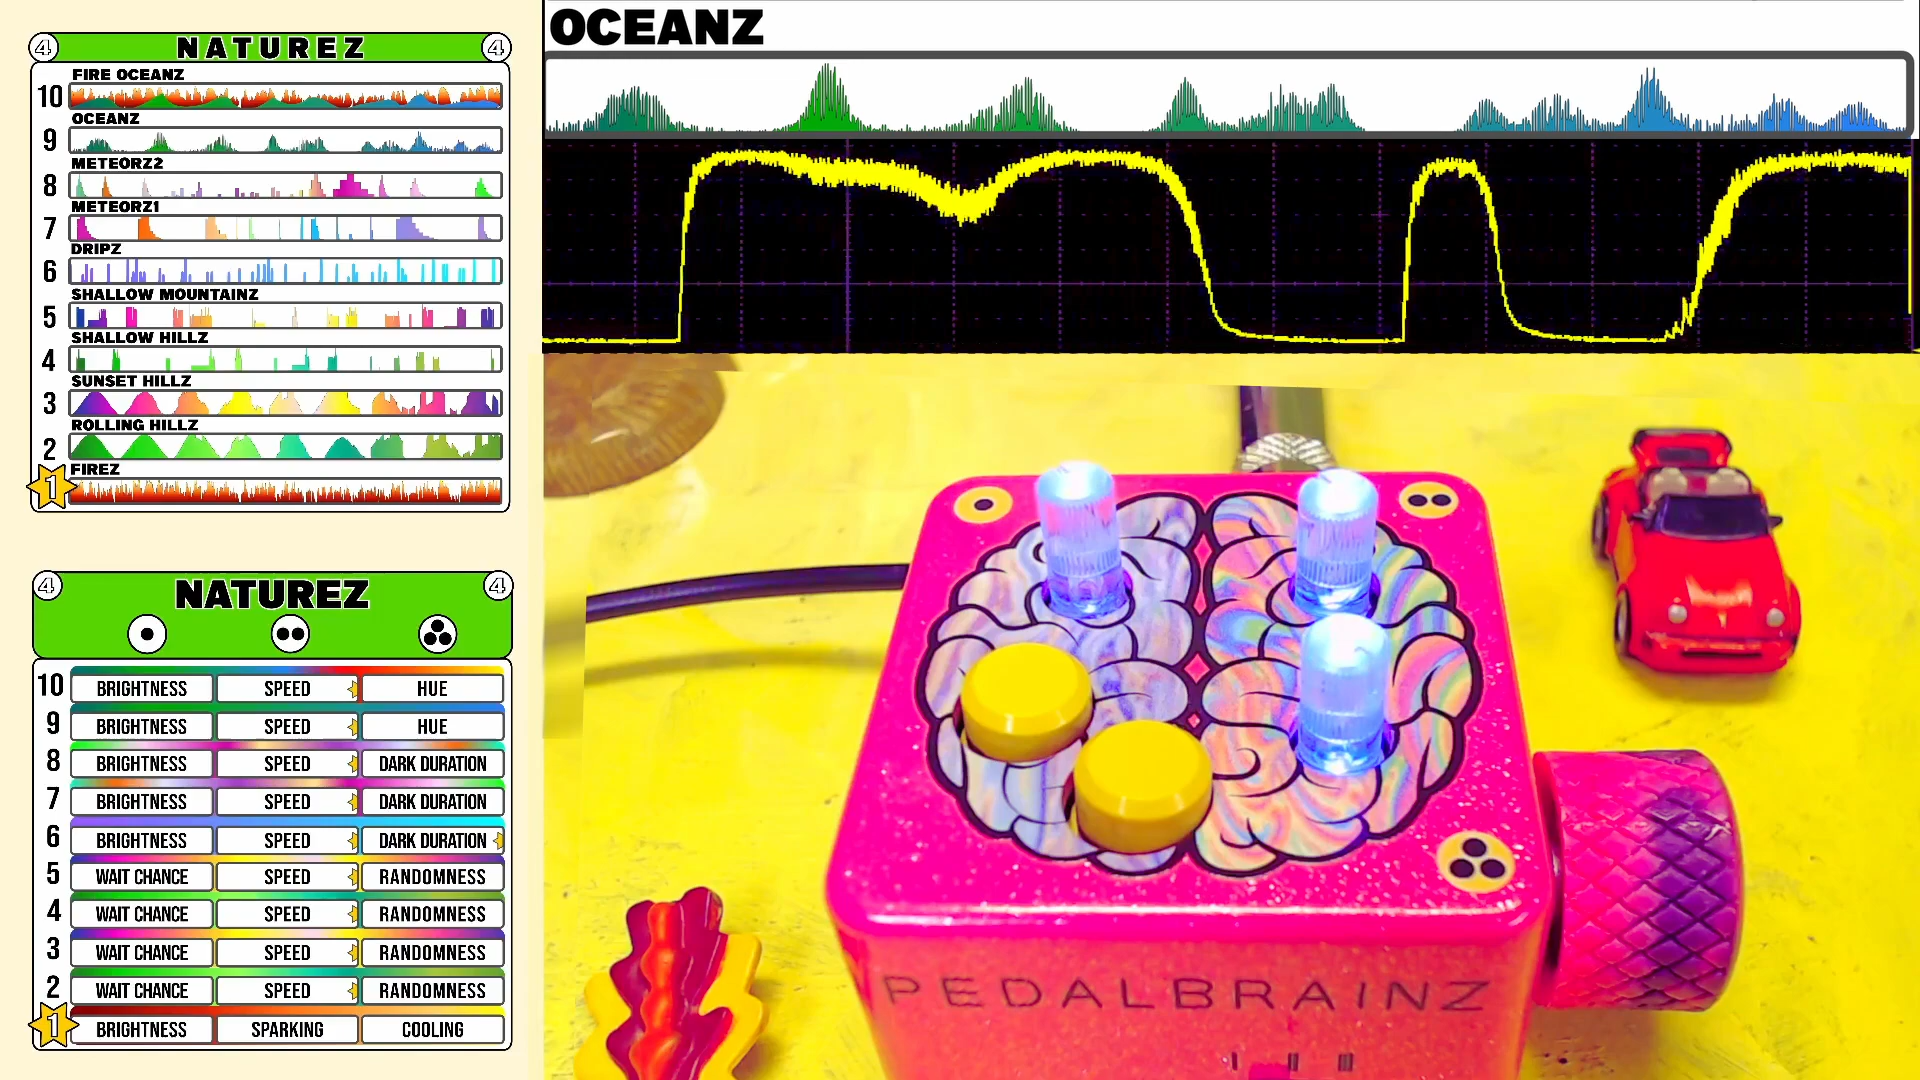 4 NATUREZ 4
FIRE OCEANZ
10
OCEANZ
9
METEORZ2
8
METEORZ1
7
DRIPZ
6
SHALLOW MOUNTAINZ
5
SHALLOW HILLZ
4
SUNSET HILLZ
3
ROLLING HILLZ
2
FIREZ
1
4 NATUREZ 4
10 BRIGHTNESS SPEED HUE
9 BRIGHTNESS SPEED HUE
8 BRIGHTNESS SPEED DARK DURATION
7 BRIGHTNESS SPEED DARK DURATION
6 BRIGHTNESS SPEED DARK DURATION
5 WAIT CHANCE SPEED RANDOMNESS
4 WAIT CHANCE SPEED RANDOMNESS
3 WAIT CHANCE SPEED RANDOMNESS
2 WAIT CHANCE SPEED RANDOMNESS
1 BRIGHTNESS SPARKING COOLING
OCEANZ
PEDALBRAINZ